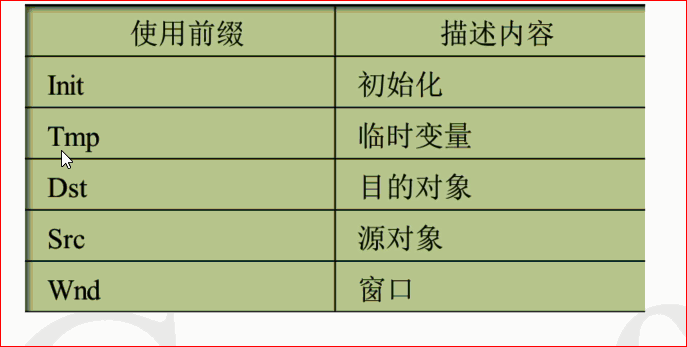 使用前缀 描述内容
Init 初始化
Tmp 临时变量
Dst 目的对象
Src 源对象
Wnd 窗口